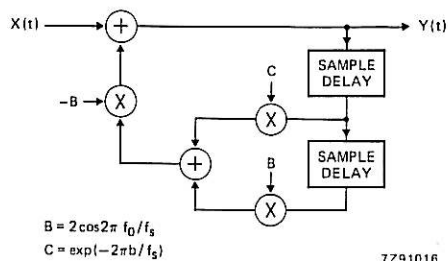 X(t)
+
Y(t)
SAMPLE
DELAY
C
-B
X
X
+
SAMPLE
DELAY
B
X
B = 2cos2π f₀/fₛ
C = exp(−2πb/fₛ)
7Z91016